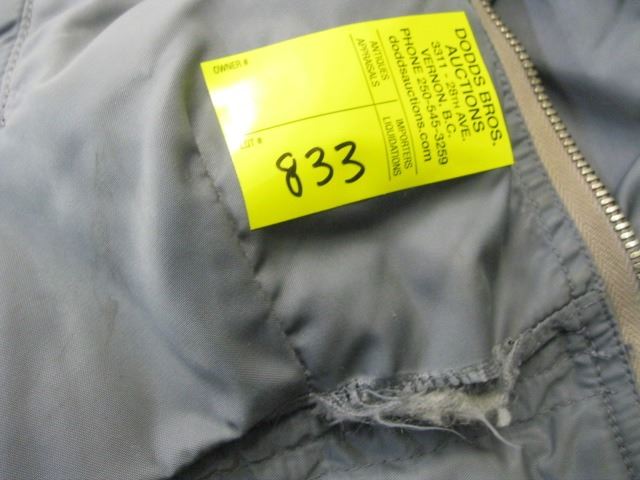 DODDS BROS.
AUCTIONS
3311 - 28TH AVE.
VERNON, B.C.
PHONE 250-545-3259
doddsauctions.com
ANTIQUES
APPRAISALS
IMPORTERS
LIQUIDATIONS
OWNER #
LOT #
833